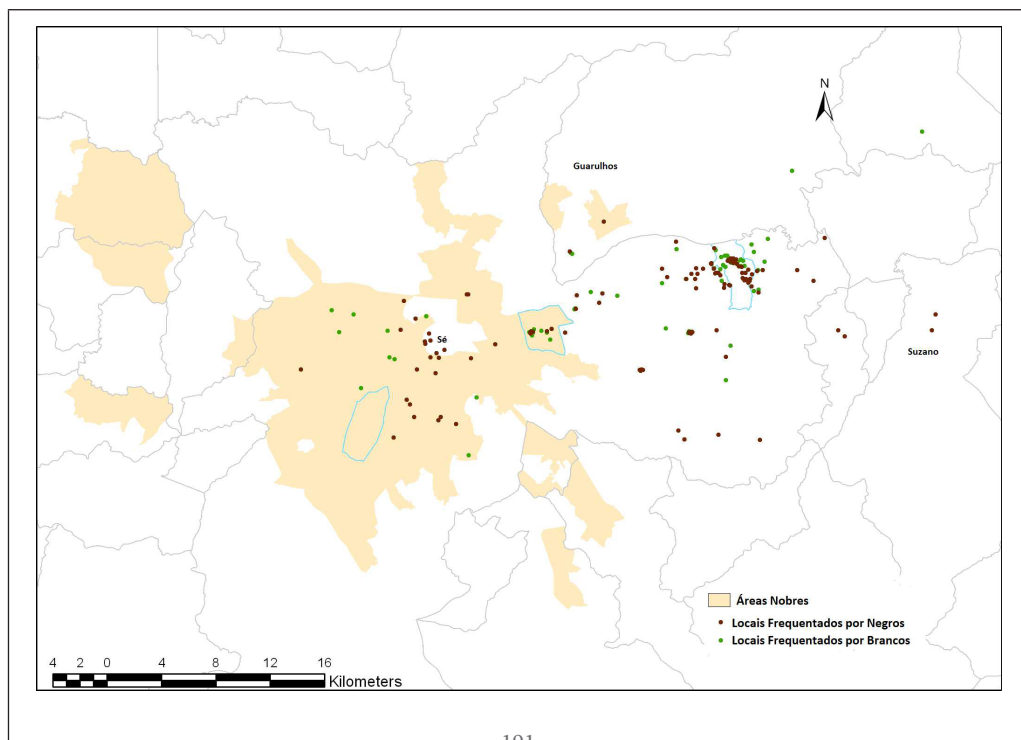 N
Guarulhos
Sé
Suzano
Áreas Nobres
Locais Frequentados por Negros
Locais Frequentados por Brancos
4 2 0 4 8 12 16
Kilometers